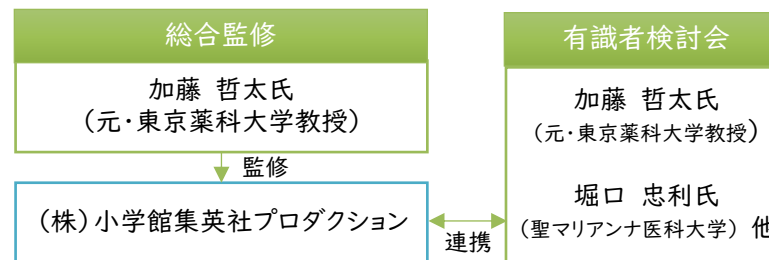 総合監修
加藤 哲太氏
（元・東京薬科大学教授）
監修
（株）小学館集英社プロダクション
連携
有識者検討会
加藤 哲太氏
（元・東京薬科大学教授）
堀口 忠利氏
（聖マリアンナ医科大学） 他